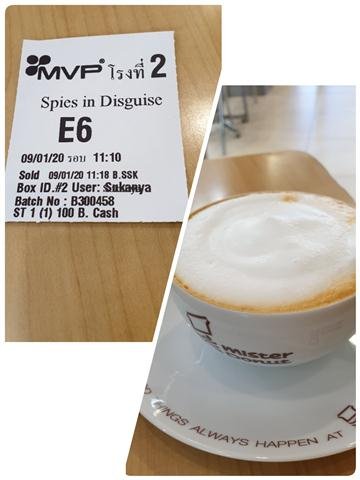 MVP® โรงที่ 2
Spies in Disguise
E6
09/01/20 รอบ 11:10
Sold 09/01/20 11:18 B.SSK
Box ID.#2 User: Sukanya
Batch No : B300458
ST 1 (1) 100 B. Cash
mister
Donut
D THINGS ALWAYS HAPPEN AT